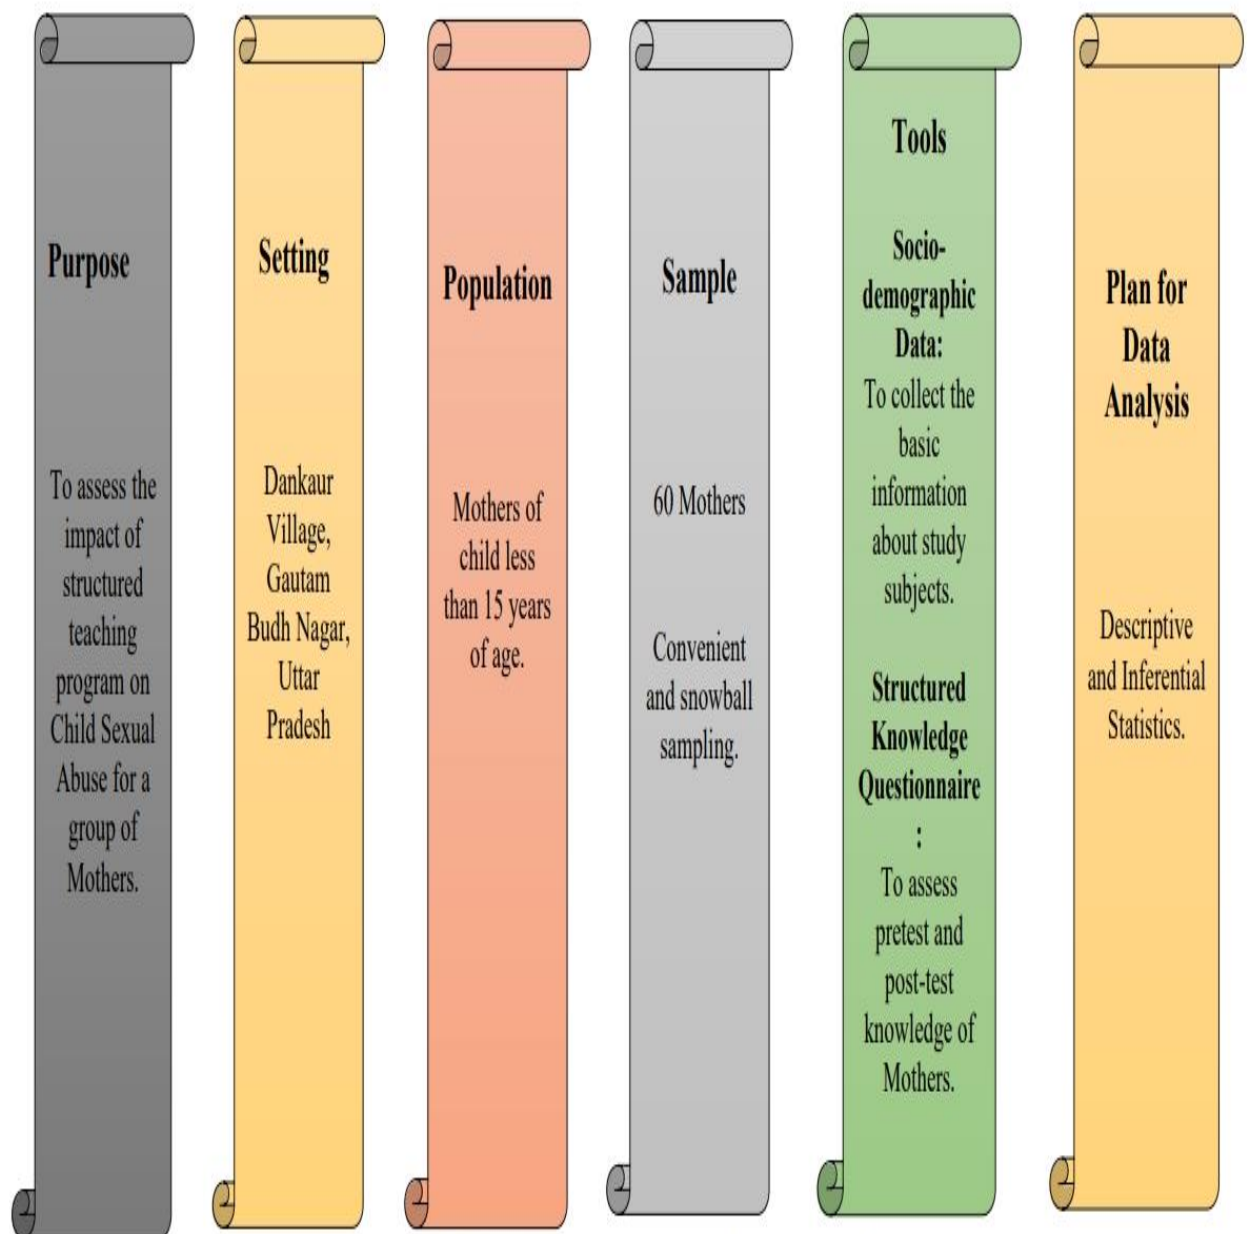 Purpose
To assess the
impact of
structured
teaching
program on
Child Sexual
Abuse for a
group of
Mothers.
Setting
Dankaur
Village,
Gautam
Budh Nagar,
Uttar
Pradesh
Population
Mothers of
child less
than 15 years
of age.
Sample
60 Mothers
Convenient
and snowball
sampling.
Tools
Socio-
demographic
Data:
To collect the
basic
information
about study
subjects.
Structured
Knowledge
Questionnaire
:
To assess
pretest and
post-test
knowledge of
Mothers.
Plan for
Data
Analysis
Descriptive
and Inferential
Statistics.